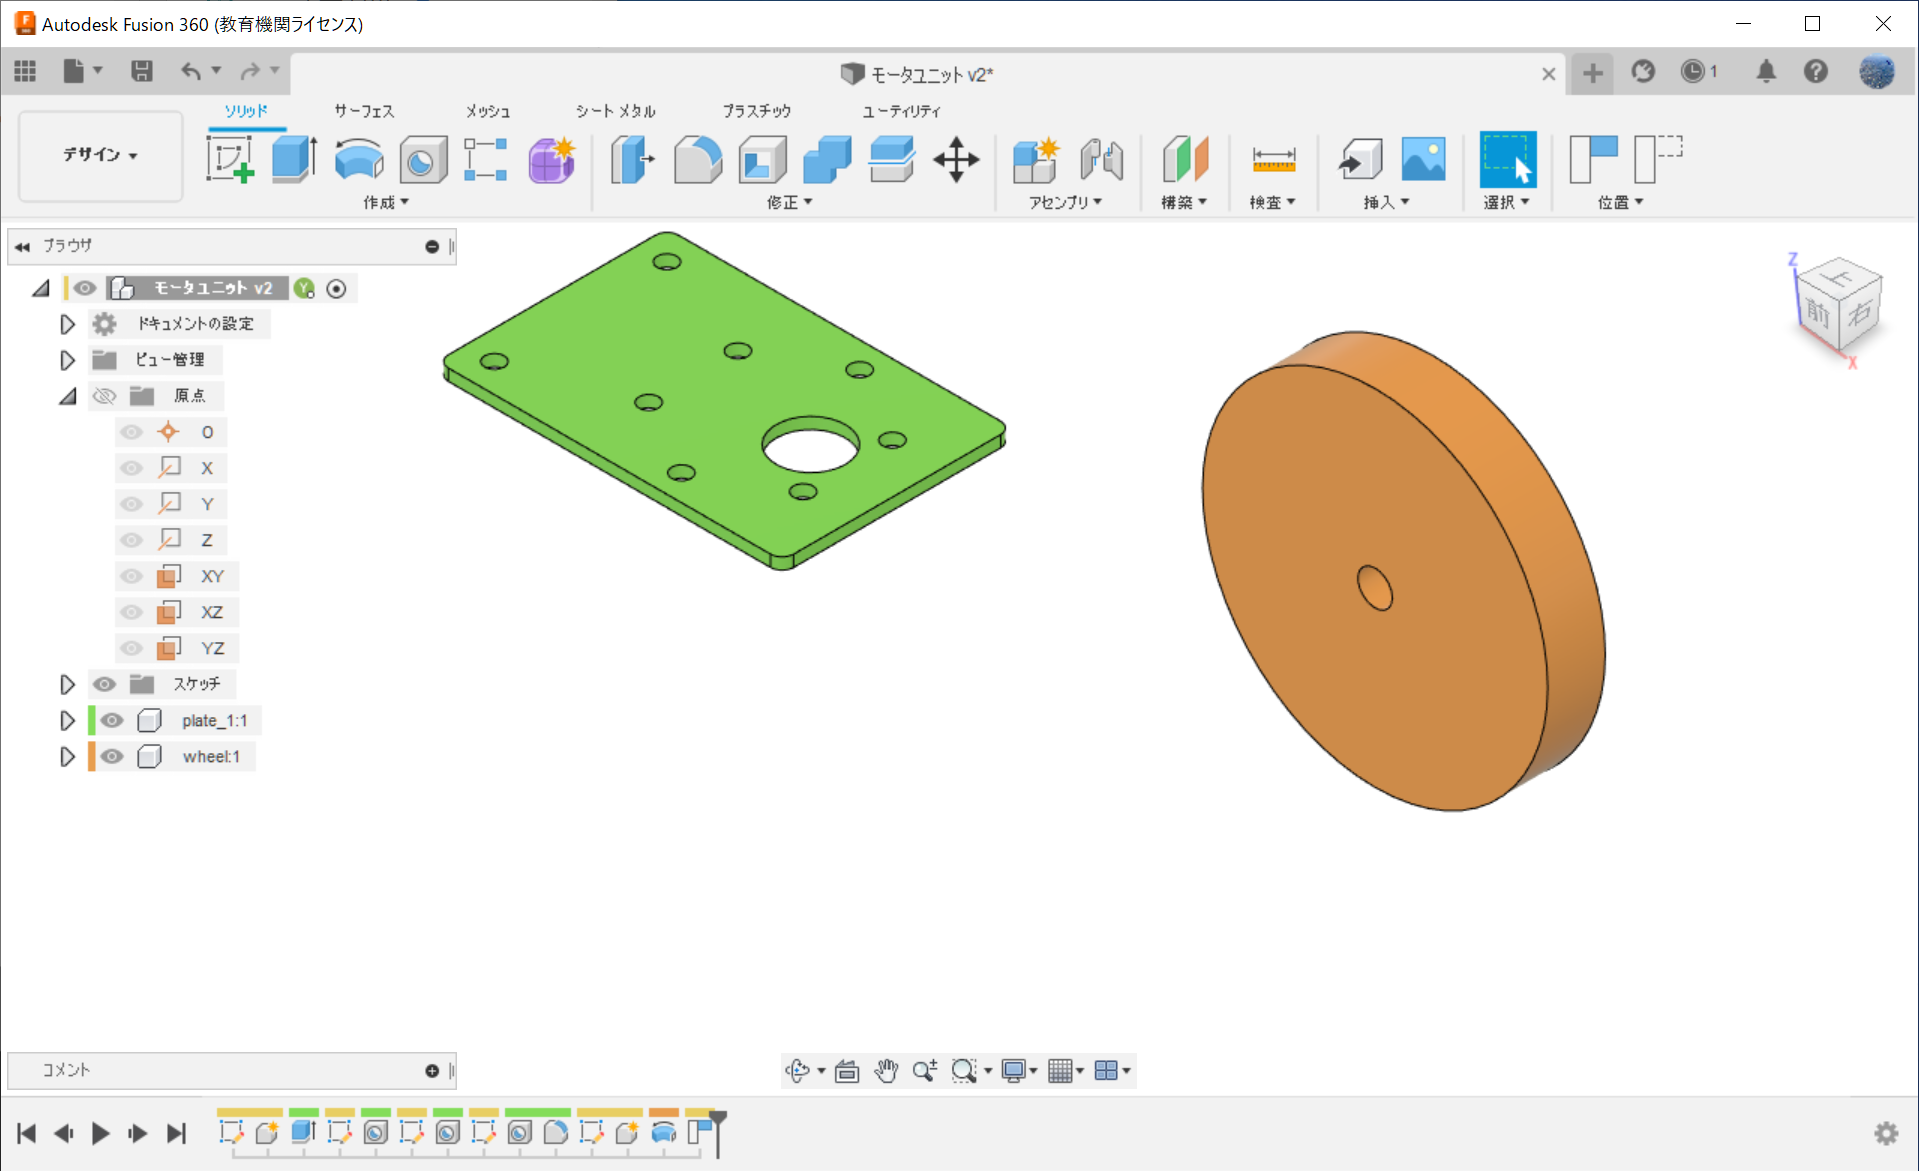 Autodesk Fusion 360 (教育機関ライセンス)
モータユニット v2*
1
ソリッド サーフェス メッシュ シート メタル プラスチック ユーティリティ
デザイン
作成 修正 アセンブリ 構築 検査 挿入 選択 位置
ブラウザ
モータユニット v2
ドキュメントの設定
ビュー管理
原点
O
X
Y
Z
XY
XZ
YZ
スケッチ
plate_1:1
wheel:1
Z
上
前
右
X
コメント